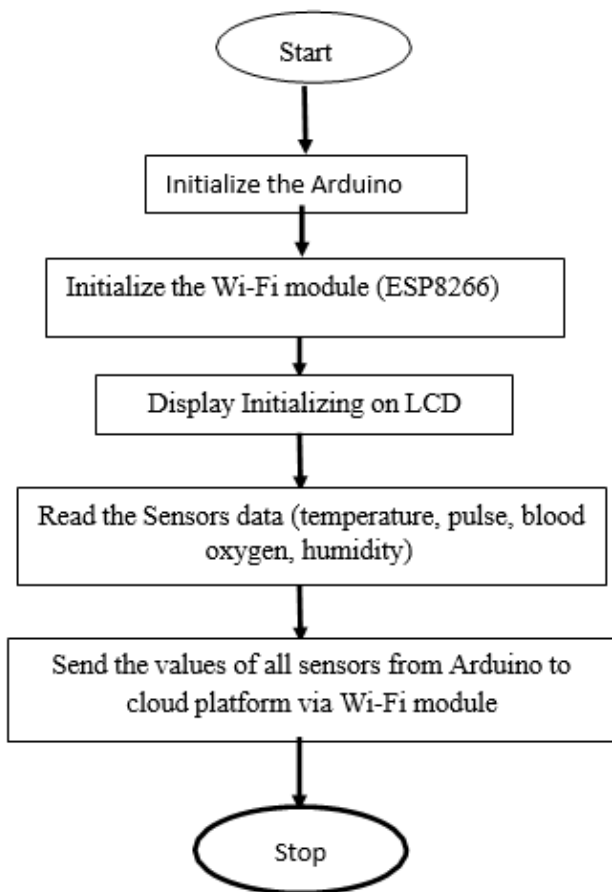 Start
Initialize the Arduino
Initialize the Wi-Fi module (ESP8266)
Display Initializing on LCD
Read the Sensors data (temperature, pulse, blood
oxygen, humidity)
Send the values of all sensors from Arduino to
cloud platform via Wi-Fi module
Stop